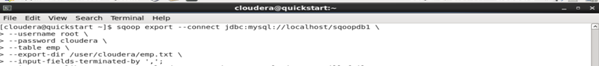 cloudera@quickstart:~
File Edit View Search Terminal Help
[cloudera@quickstart ~]$ sqoop export --connect jdbc:mysql://localhost/sqoopdb1 \
> --username root \
> --password cloudera \
> --table emp \
> --export-dir /user/cloudera/emp.txt \
> --input-fields-terminated-by ',';